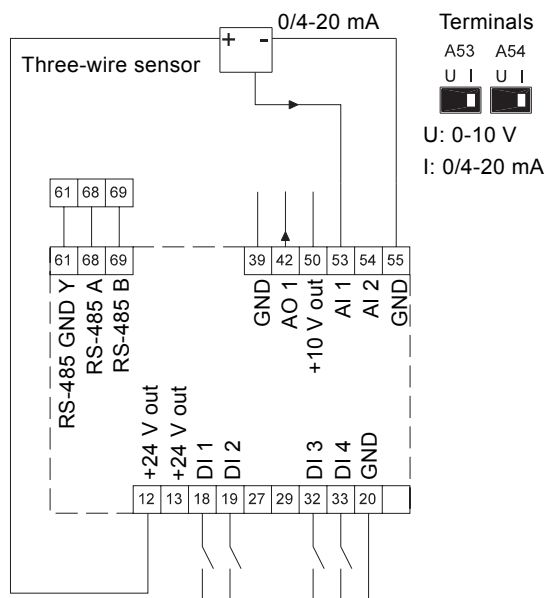 0/4-20 mA
+ -
Three-wire sensor
Terminals
A53 A54
U I U I
U: 0-10 V
I: 0/4-20 mA
61 68 69
61 68 69
39 42 50 53 54 55
RS-485 GND Y
RS-485 A
RS-485 B
GND
AO 1
+10 V out
AI 1
AI 2
GND
+24 V out
+24 V out
DI 1
DI 2
DI 3
DI 4
GND
12 13 18 19 27 29 32 33 20